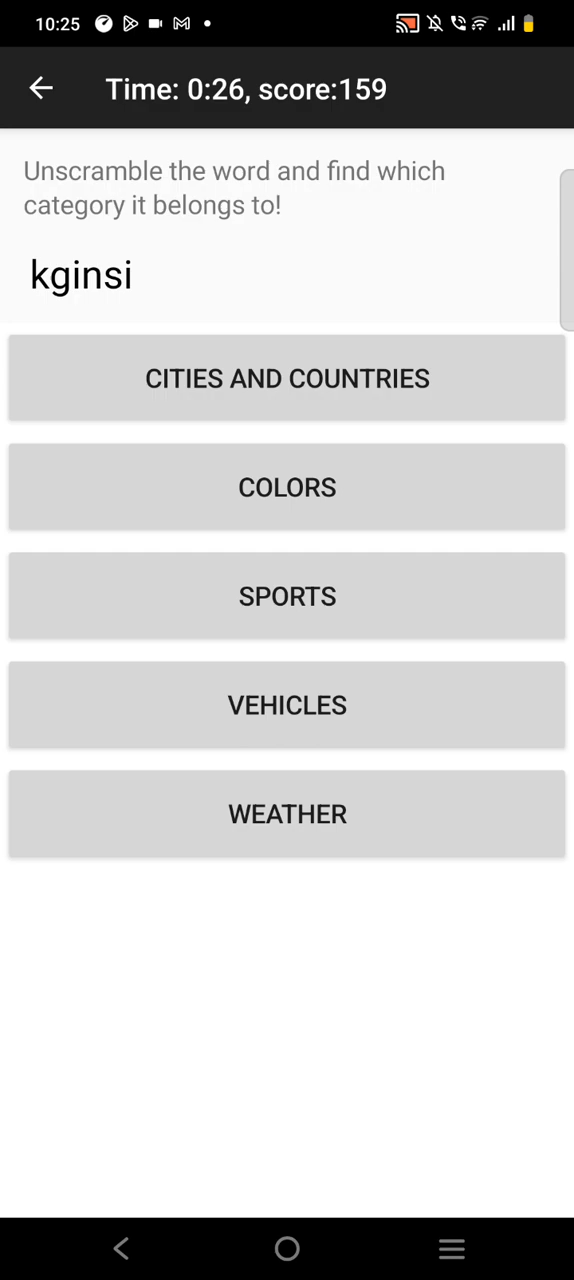 10:25
Time: 0:26, score:159
Unscramble the word and find which
category it belongs to!
kginsi
CITIES AND COUNTRIES
COLORS
SPORTS
VEHICLES
WEATHER